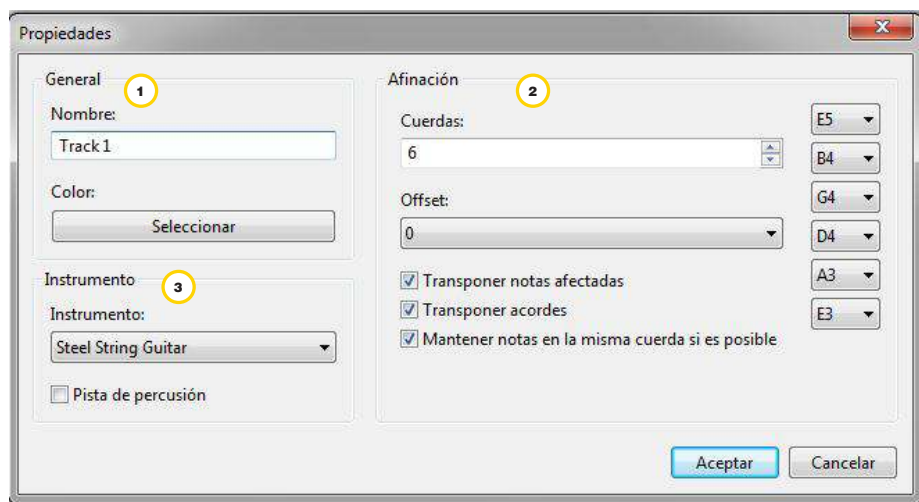 Propiedades
General
1
Nombre:
Track 1
Color:
Seleccionar
Instrumento
3
Instrumento:
Steel String Guitar
Pista de percusión
Afinación
2
Cuerdas:
6
Offset:
0
Transponer notas afectadas
Transponer acordes
Mantener notas en la misma cuerda si es posible
E5
B4
G4
D4
A3
E3
Aceptar
Cancelar